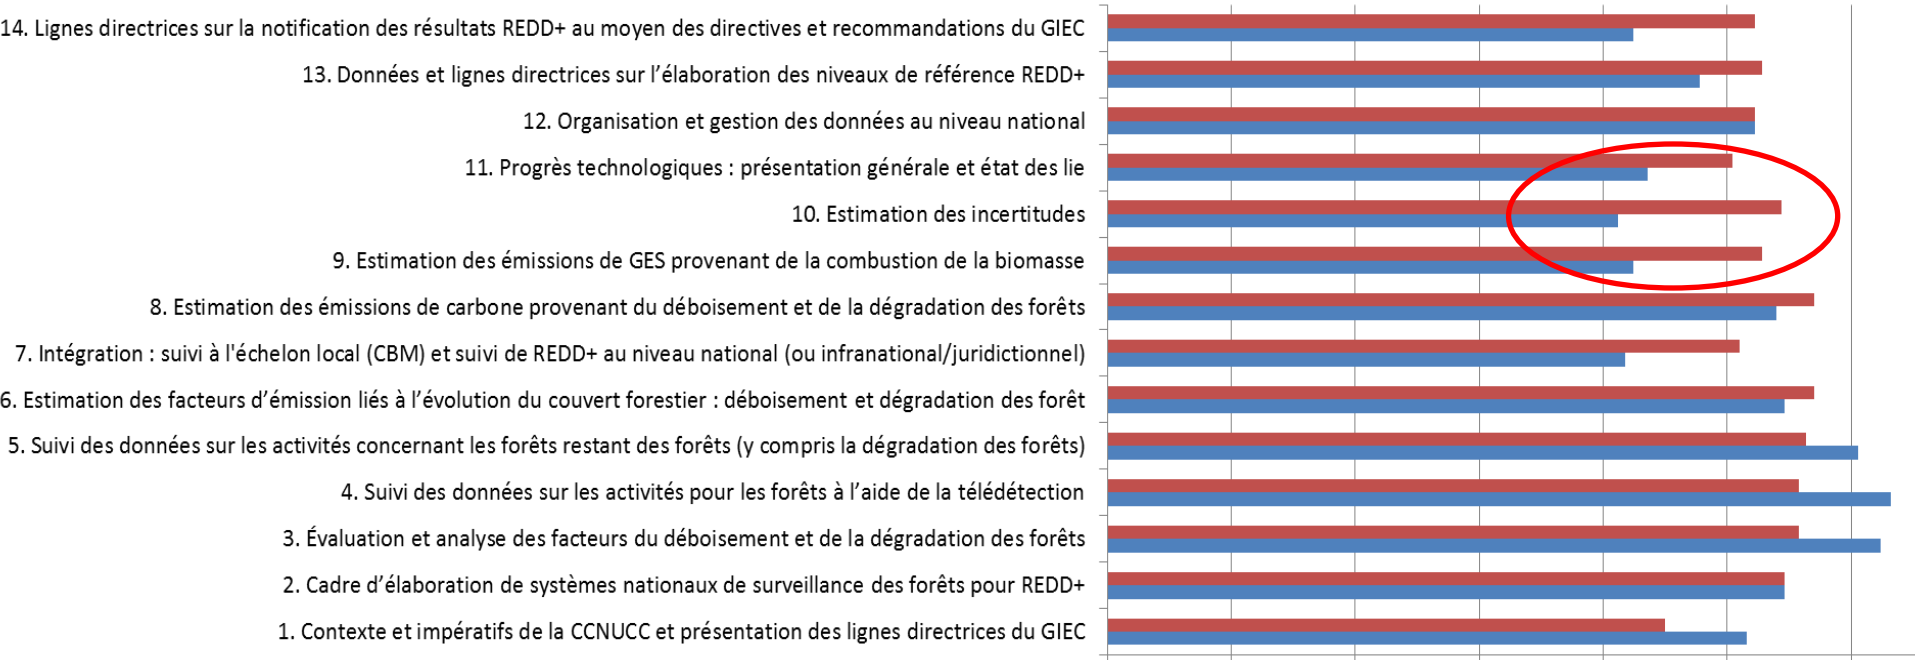 14. Lignes directrices sur la notification des résultats REDD+ au moyen des directives et recommandations du GIEC
13. Données et lignes directrices sur l’élaboration des niveaux de référence REDD+
12. Organisation et gestion des données au niveau national
11. Progrès technologiques : présentation générale et état des lie
10. Estimation des incertitudes
9. Estimation des émissions de GES provenant de la combustion de la biomasse
8. Estimation des émissions de carbone provenant du déboisement et de la dégradation des forêts
7. Intégration : suivi à l'échelon local (CBM) et suivi de REDD+ au niveau national (ou infranational/juridictionnel)
6. Estimation des facteurs d’émission liés à l’évolution du couvert forestier : déboisement et dégradation des forêt
5. Suivi des données sur les activités concernant les forêts restant des forêts (y compris la dégradation des forêts)
4. Suivi des données sur les activités pour les forêts à l’aide de la télédétection
3. Évaluation et analyse des facteurs du déboisement et de la dégradation des forêts
2. Cadre d’élaboration de systèmes nationaux de surveillance des forêts pour REDD+
1. Contexte et impératifs de la CCNUCC et présentation des lignes directrices du GIEC